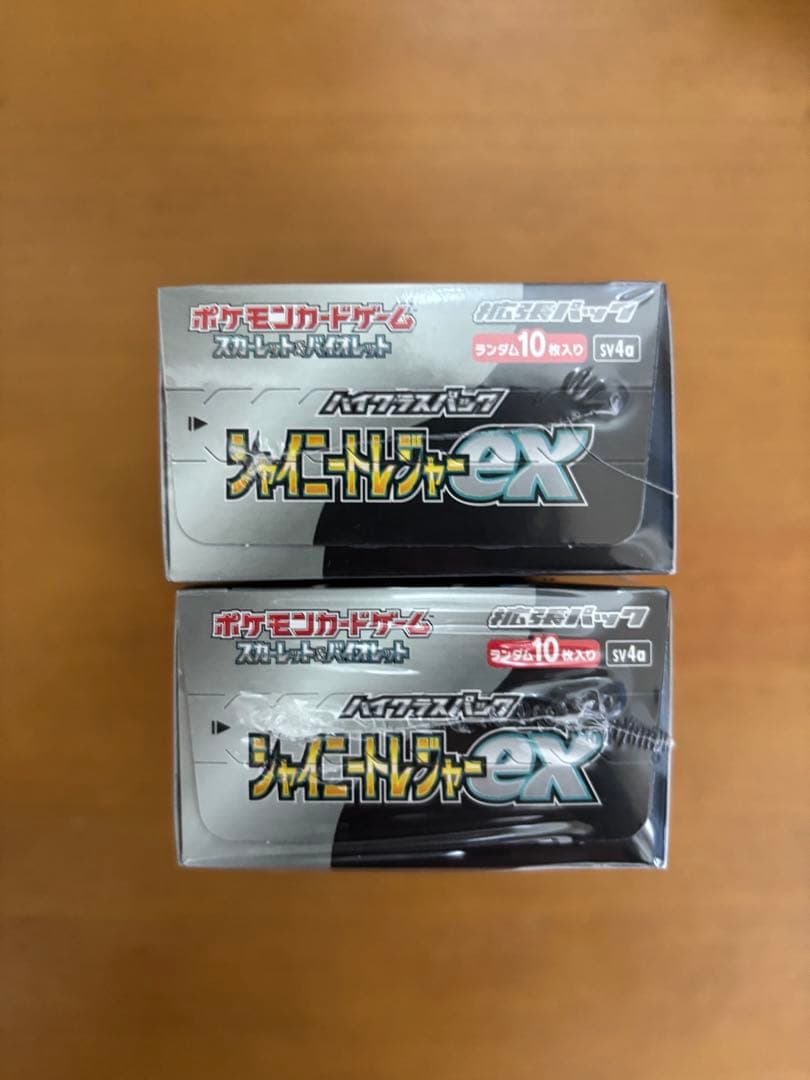 ポケモンカードゲーム
拡張パック
スカーレット&バイオレット
ランダム10枚入り
SV4a
ハイクラスパック
シャイニートレジャーex
ポケモンカードゲーム
拡張パック
スカーレット&バイオレット
ランダム10枚入り
SV4a
ハイクラスパック
シャイニートレジャーex